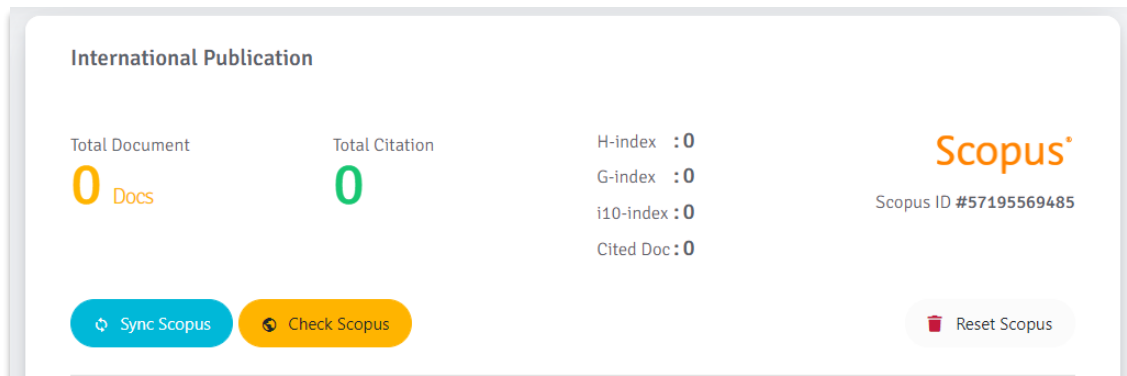 International Publication
Total Document
0 Docs
Total Citation
0
H-index : 0
G-index : 0
i10-index : 0
Cited Doc : 0
Scopus®
Scopus ID #57195569485
Sync Scopus
Check Scopus
Reset Scopus